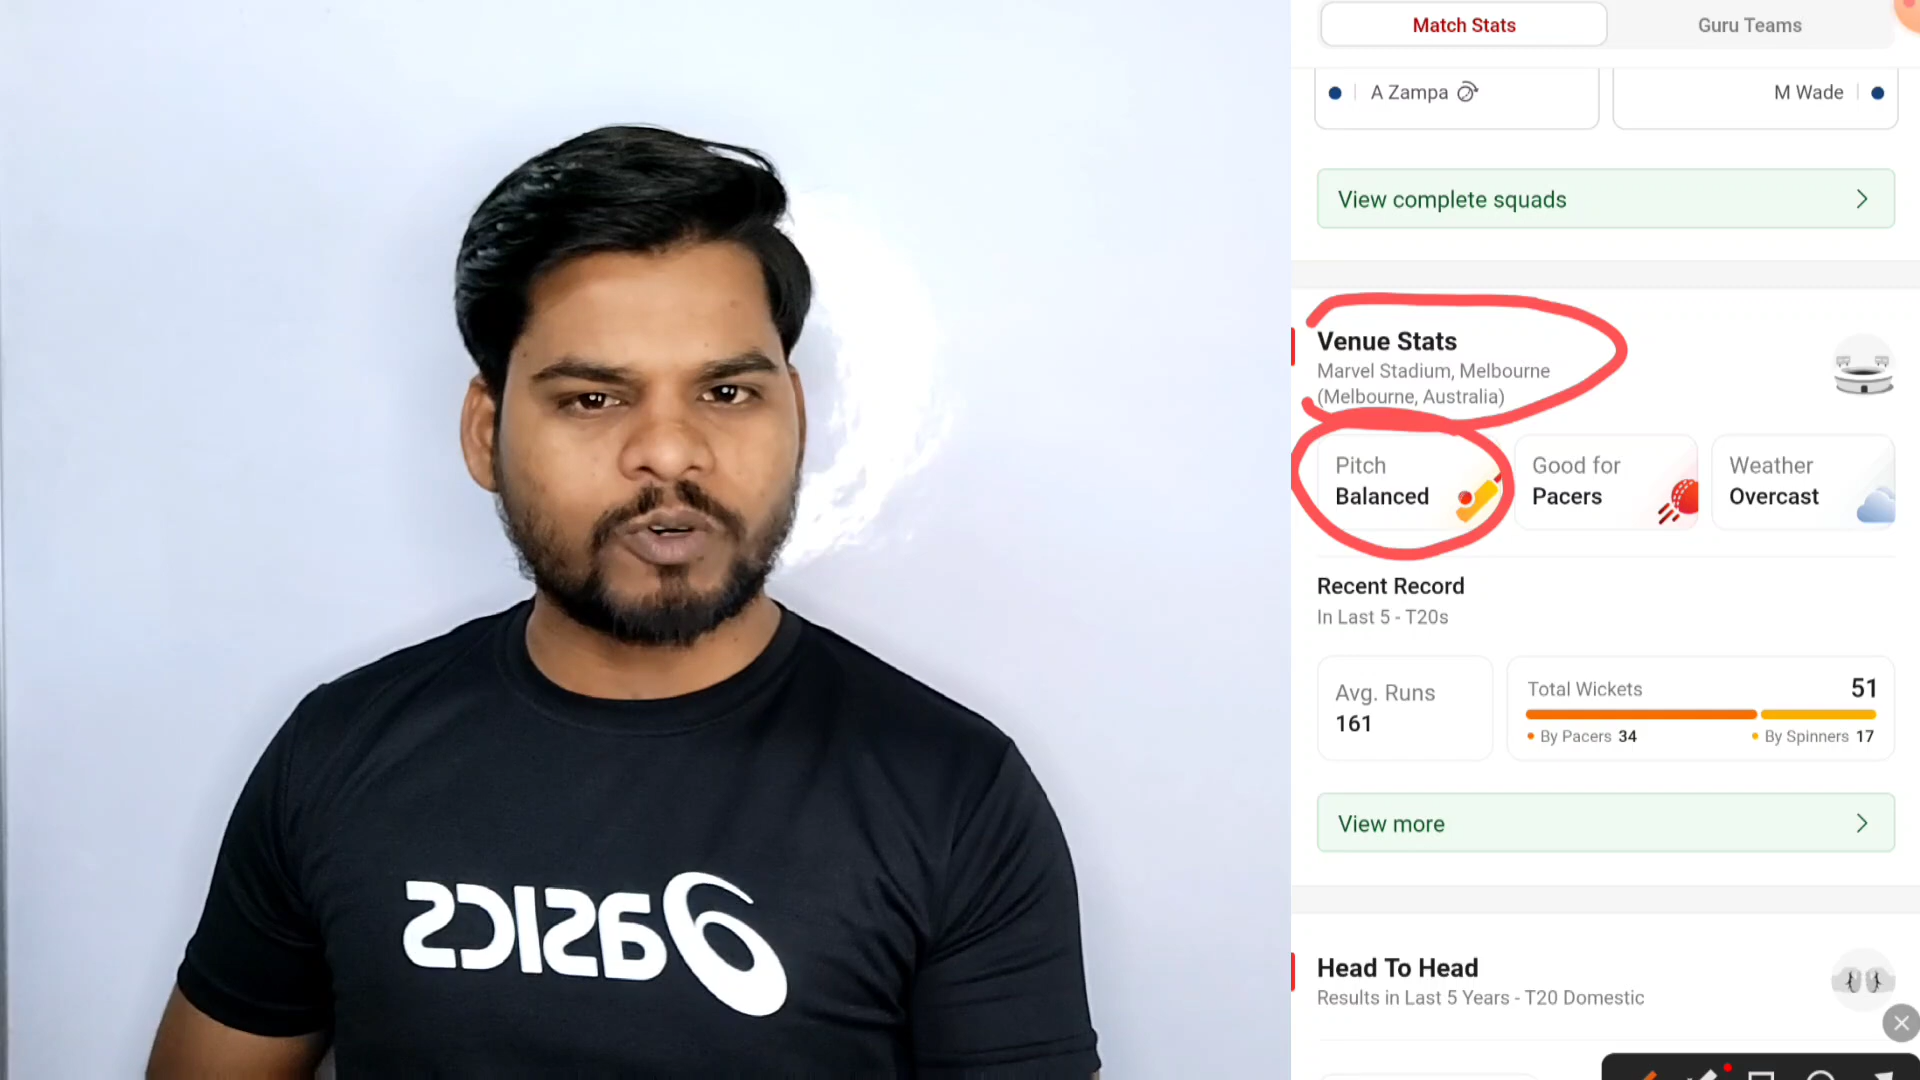 Match Stats
Guru Teams
A Zampa
M Wade
View complete squads
Venue Stats
Marvel Stadium, Melbourne
(Melbourne, Australia)
Pitch
Balanced
Good for
Pacers
Weather
Overcast
Recent Record
In Last 5 - T20s
Avg. Runs
161
Total Wickets
51
By Pacers 34
By Spinners 17
View more
Head To Head
Results in Last 5 Years - T20 Domestic
asics